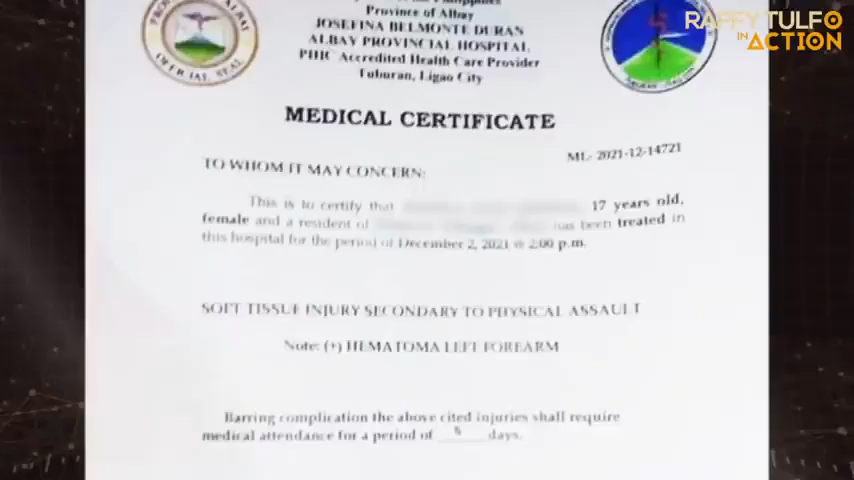 RAFFY TULFO
IN ACTION
Province of Albay
JOSEFINA BELMONTE DURAN
ALBAY PROVINCIAL HOSPITAL
PHIC Accredited Health Care Provider
Tuburan, Ligao City
OFFICIAL SEAL
MEDICAL CERTIFICATE
ML- 2021-12-14721
TO WHOM IT MAY CONCERN:
This is to certify that 17 years old,
female and a resident of has been treated in
this hospital for the period of December 2, 2021 @ 2:00 p.m.
SOFT TISSUE INJURY SECONDARY TO PHYSICAL ASSAULT
Note: (+) HEMATOMA LEFT FOREARM
Barring complication the above cited injuries shall require
medical attendance for a period of days.